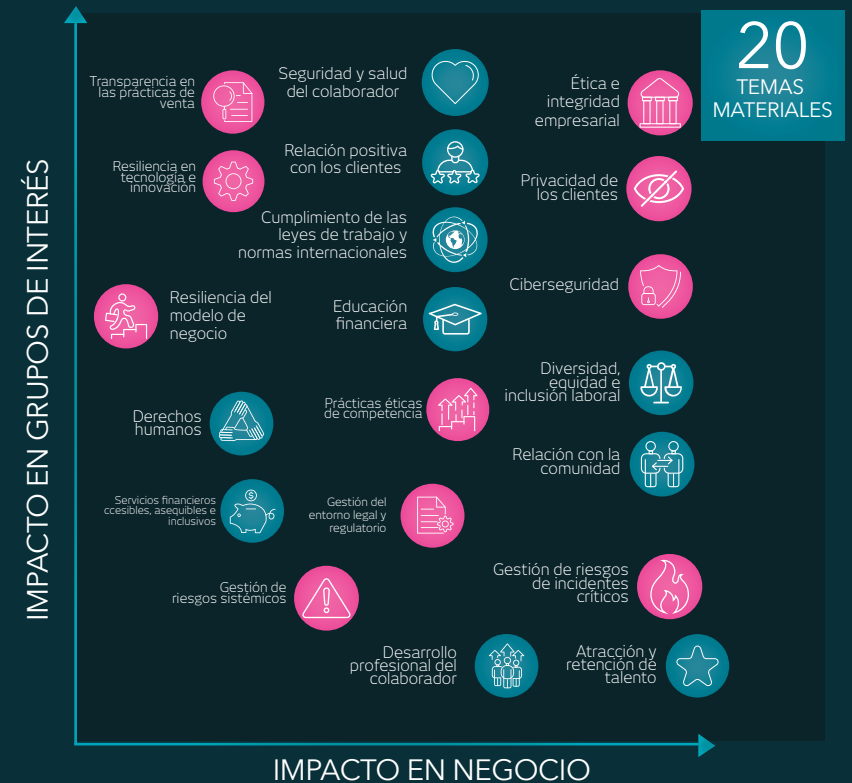 20
TEMAS
MATERIALES
IMPACTO EN GRUPOS DE INTERÉS
Transparencia en
las prácticas de
venta
Seguridad y salud
del colaborador
Ética e
integridad
empresarial
Resiliencia en
tecnología e
innovación
Relación positiva
con los clientes
Privacidad de
los clientes
Cumplimiento de las
leyes de trabajo y
normas internacionales
Ciberseguridad
Resiliencia del
modelo de
negocio
Educación
financiera
Diversidad,
equidad e
inclusión laboral
Derechos
humanos
Prácticas éticas
de competencia
Relación con la
comunidad
Servicios financieros
ccesibles, asequibles e
inclusivos
Gestión del
entorno legal y
regulatorio
Gestión de riesgos
de incidentes
críticos
Gestión de
riesgos sistémicos
Desarrollo
profesional del
colaborador
Atracción y
retención de
talento
IMPACTO EN NEGOCIO